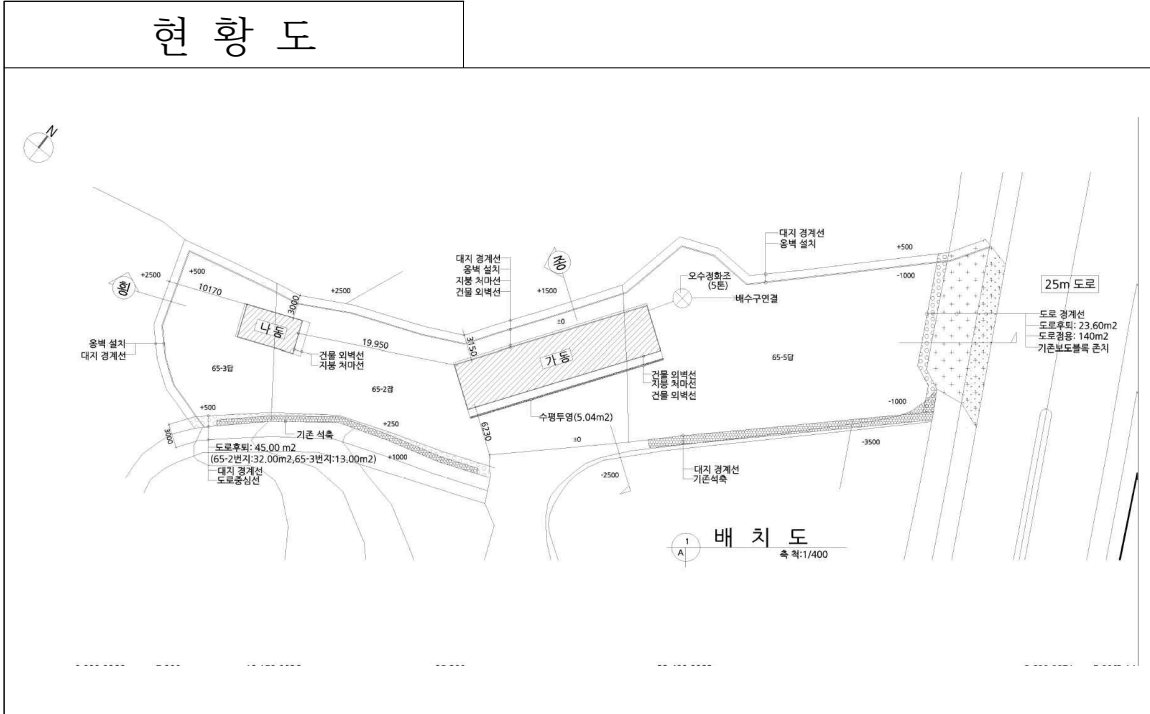 현 황 도
N
+2500
대지 경계선
옹벽 설치
+500
대지 경계선
옹벽 설치
지붕 처마선
건물 외벽선
종
+2500
+500
횡
10170
3000
+2500
+1500
오수정화조
(5톤)
배수구연결
-1000
25m 도로
±0
나동
19,950
3150
가동
도로 경계선
도로후퇴: 23.60m2
도로점용: 140m2
기존보도블록 존치
옹벽 설치
대지 경계선
건물 외벽선
지붕 처마선
65-3답
65-2잡
65-5답
건물 외벽선
지붕 처마선
건물 외벽선
+500
+250
수평투영(5.04m2)
-1000
3000
기존 석축
6230
±0
-3500
도로후퇴: 45.00 m2
(65-2번지:32.00m2,65-3번지:13.00m2)
+1000
대지 경계선
도로중심선
-2500
대지 경계선
기존석축
1
A
배 치 도
축 척:1/400